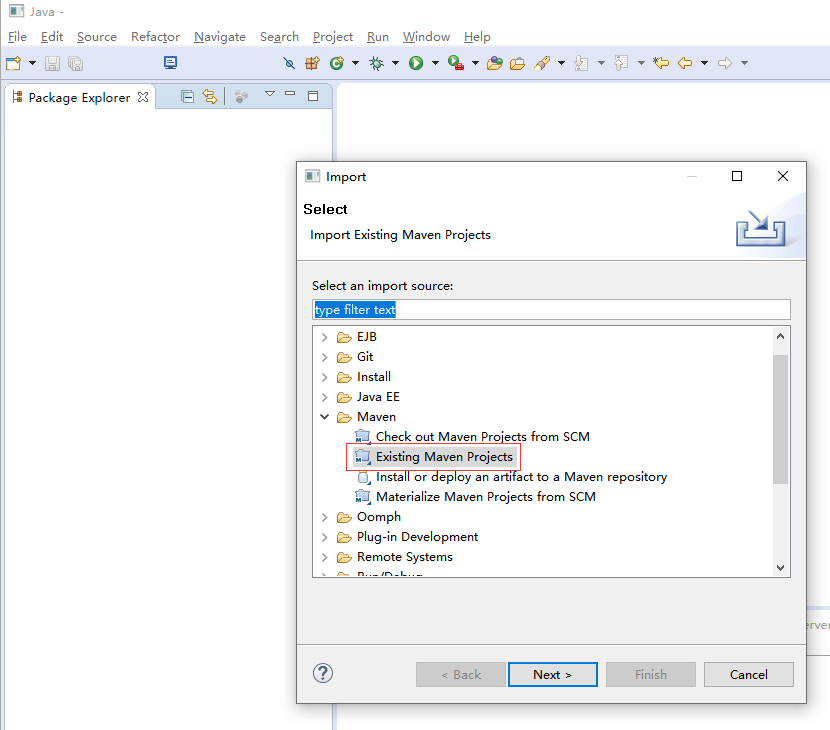 Java -
File Edit Source Refactor Navigate Search Project Run Window Help
Package Explorer
Import
Select
Import Existing Maven Projects
Select an import source:
type filter text
EJB
Git
Install
Java EE
Maven
Check out Maven Projects from SCM
Existing Maven Projects
Install or deploy an artifact to a Maven repository
Materialize Maven Projects from SCM
Oomph
Plug-in Development
Remote Systems
Run/Debug
< Back Next > Finish Cancel